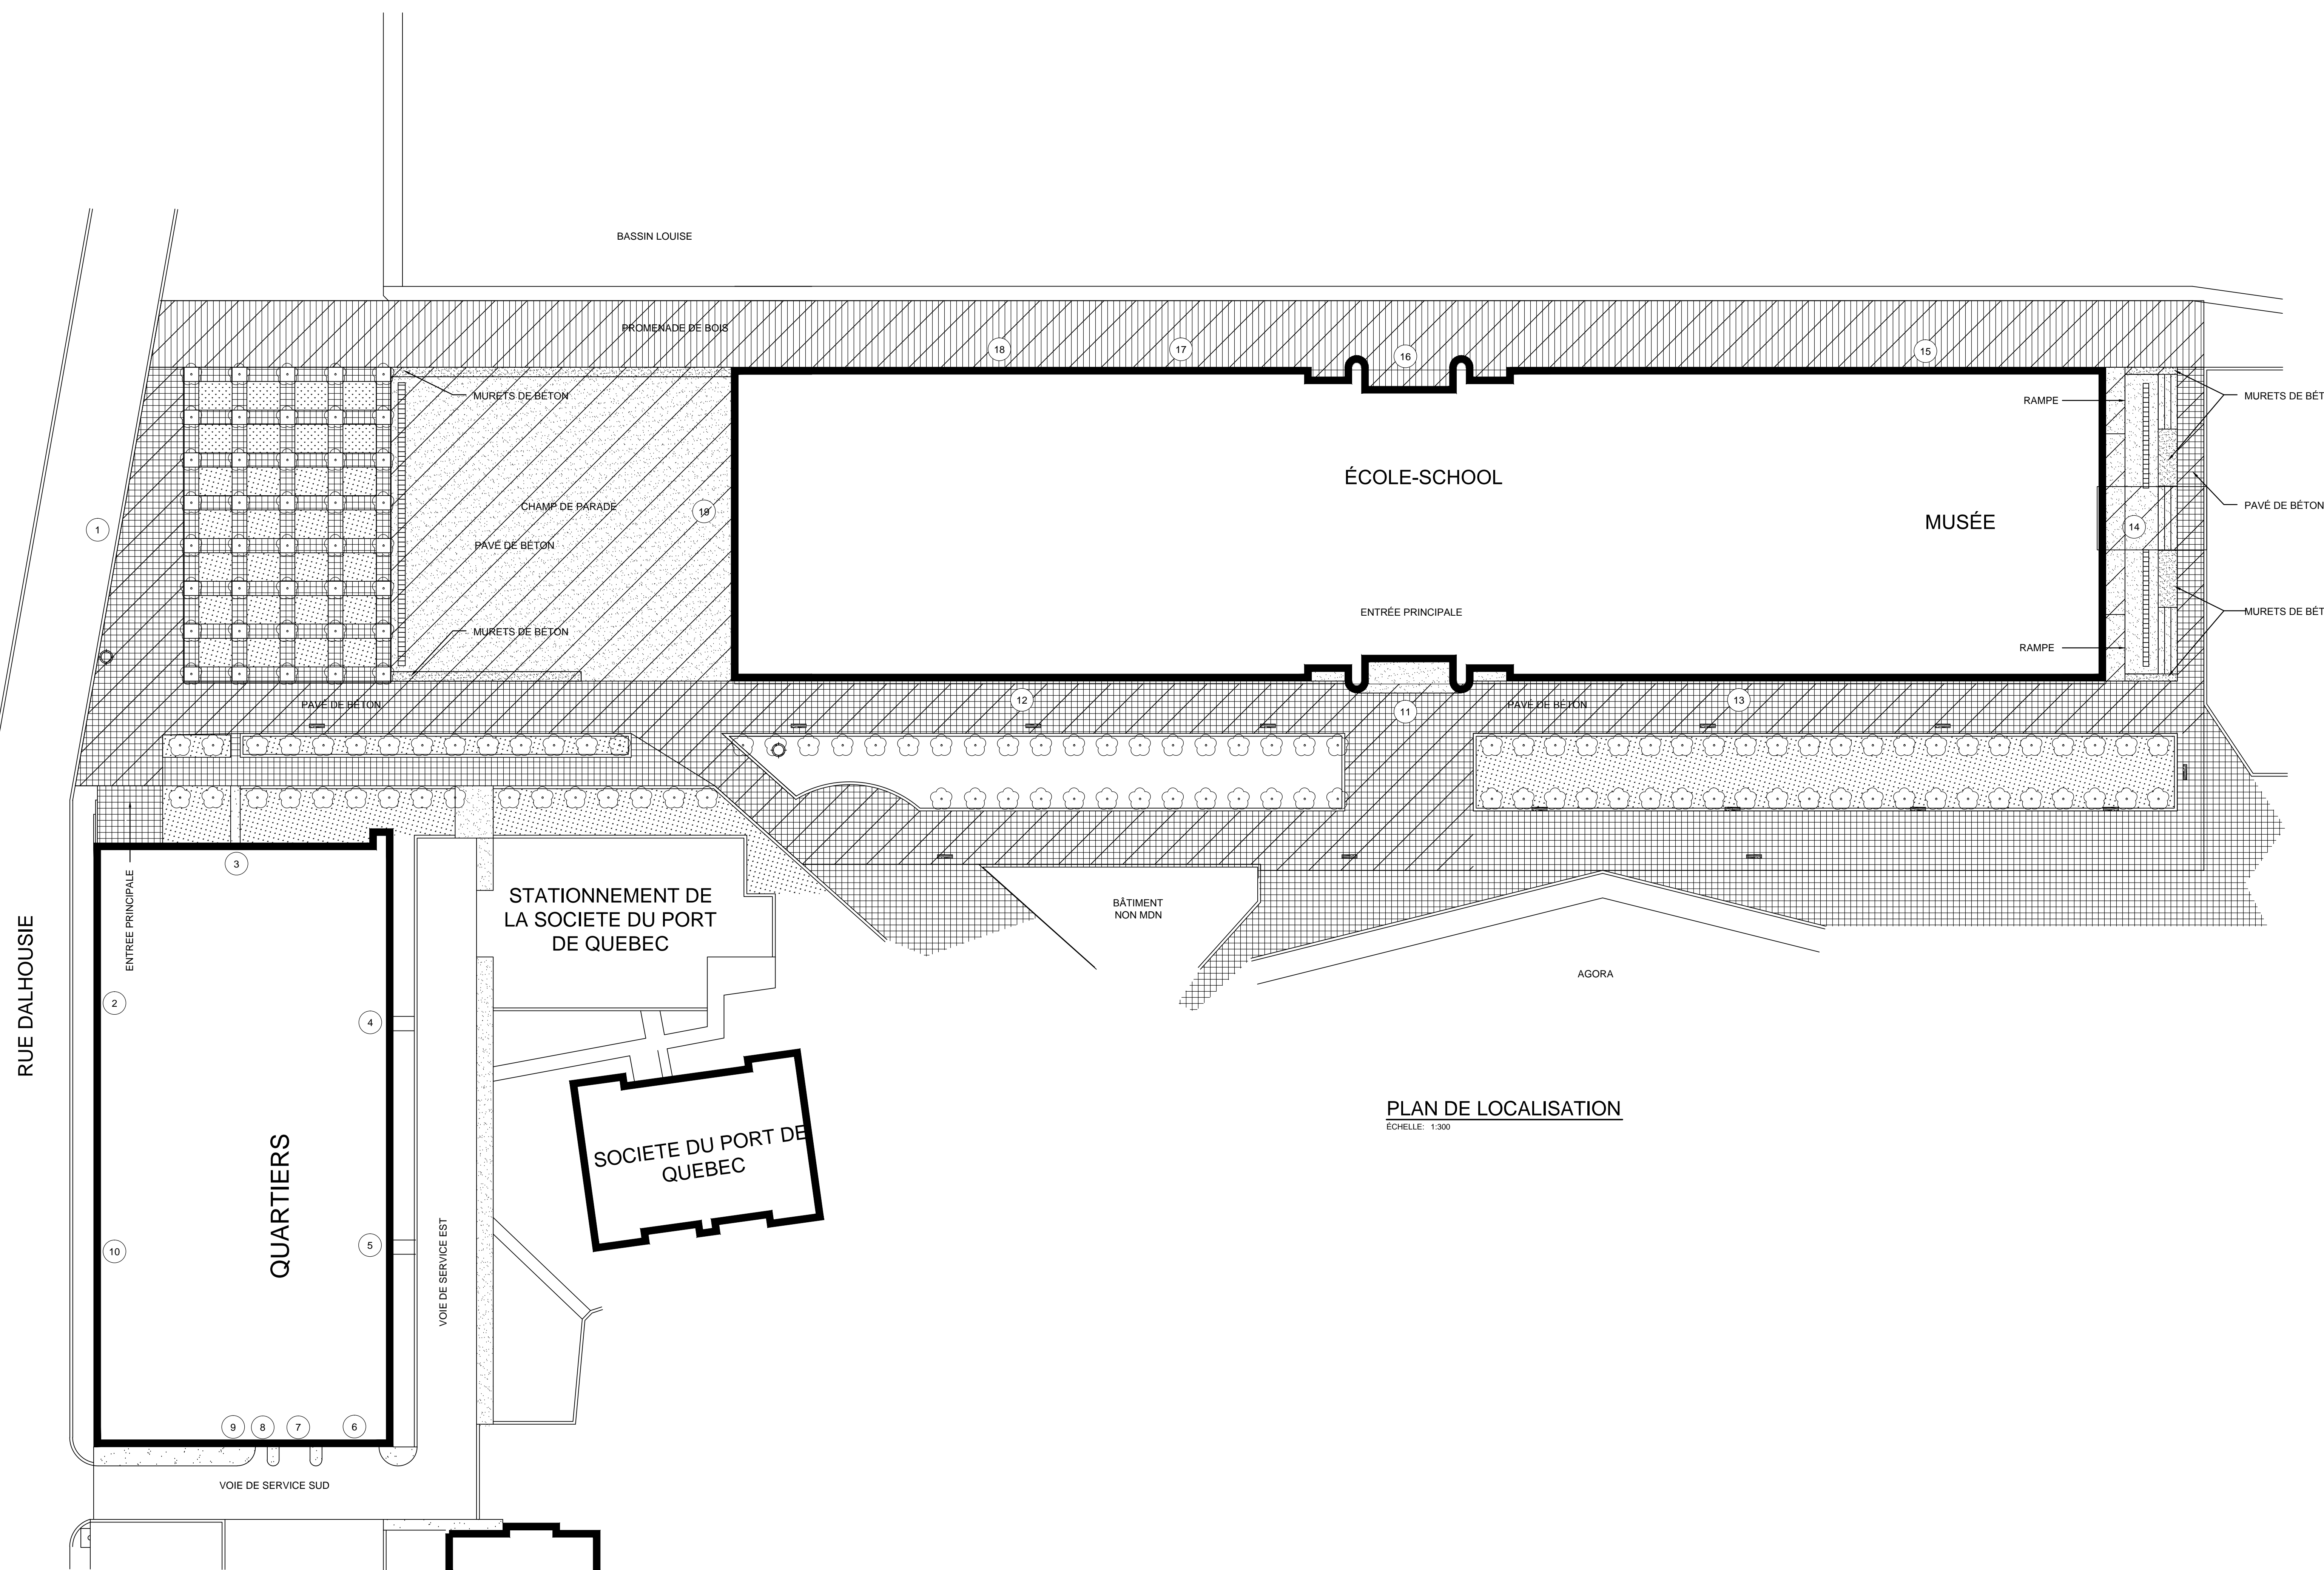 BASSIN LOUISE
PROMENADE DE BOIS
18
17
16
15
MURETS DE BÉTON
RAMPE
MURETS DE BÉT
ÉCOLE-SCHOOL
CHAMP DE PARADE
19
PAVÉ DE BÉTON
MUSÉE
14
PAVÉ DE BÉTON
1
PAVÉ DE BÉTON
ENTRÉE PRINCIPALE
MURETS DE BÉTON
RAMPE
MURETS DE BÉT
PAVÉ DE BÉTON
12
11
13
3
ENTREE PRINCIPALE
STATIONNEMENT DE
LA SOCIETE DU PORT
DE QUEBEC
BÂTIMENT
NON MDN
AGORA
RUE DALHOUSIE
2
4
PLAN DE LOCALISATION
ÉCHELLE: 1:300
SOCIETE DU PORT DE
QUEBEC
QUARTIERS
10
5
VOIE DE SERVICE EST
9
8
7
6
VOIE DE SERVICE SUD